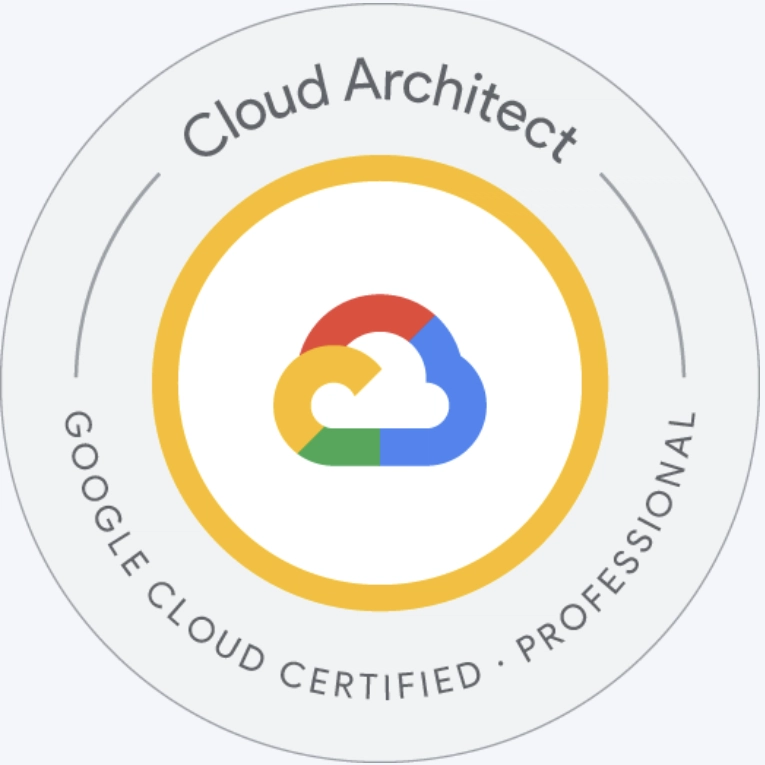 Cloud Architect
GOOGLE CLOUD CERTIFIED · PROFESSIONAL